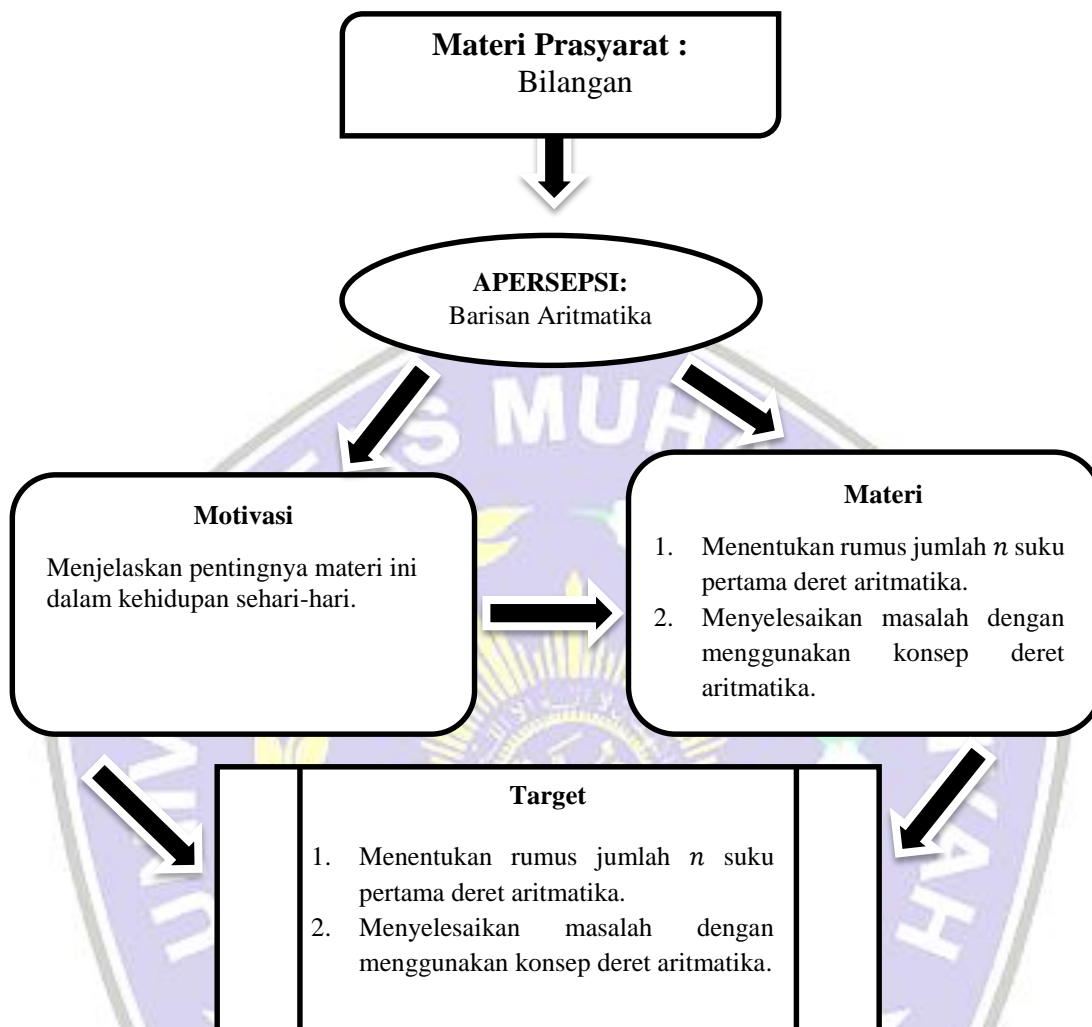 Materi Prasyarat :
Bilangan
APERSEPSI:
Barisan Aritmatika
Motivasi
Menjelaskan pentingnya materi ini
dalam kehidupan sehari-hari.
Materi
1. Menentukan rumus jumlah n suku
pertama deret aritmatika.
2. Menyelesaikan masalah dengan
menggunakan konsep deret
aritmatika.
Target
1. Menentukan rumus jumlah n suku
pertama deret aritmatika.
2. Menyelesaikan masalah dengan
menggunakan konsep deret aritmatika.